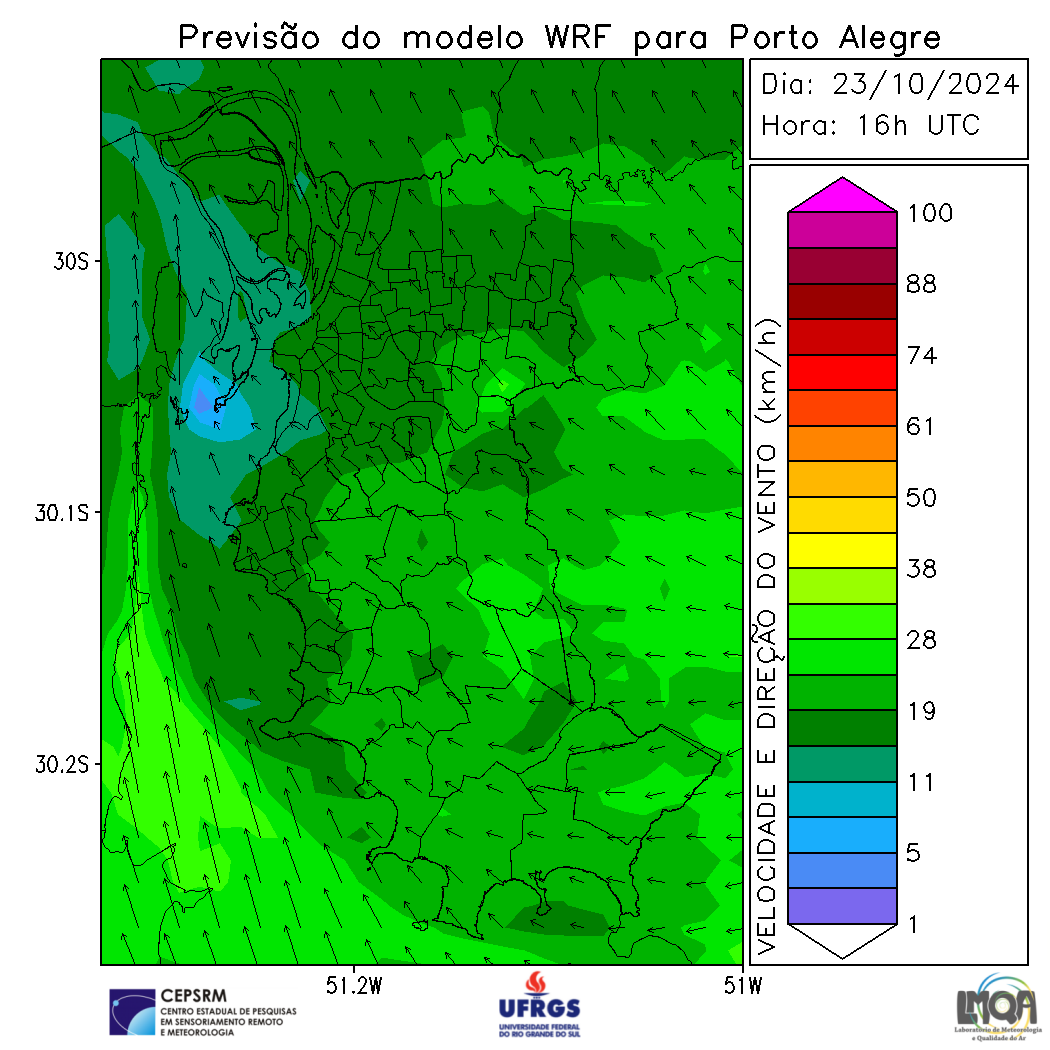 Previsão do modelo WRF para Porto Alegre
Dia: 23/10/2024
Hora: 16h UTC
30S
30.1S
30.2S
51.2W
51W
VELOCIDADE E DIREÇÃO DO VENTO (km/h)
100
88
74
61
50
38
28
19
11
5
1
CEPSRM
CENTRO ESTADUAL DE PESQUISAS
EM SENSORIAMENTO REMOTO
E METEOROLOGIA
UFRGS
UNIVERSIDADE FEDERAL
DO RIO GRANDE DO SUL
LMQA
Laboratório de Meteorologia
e Qualidade do Ar